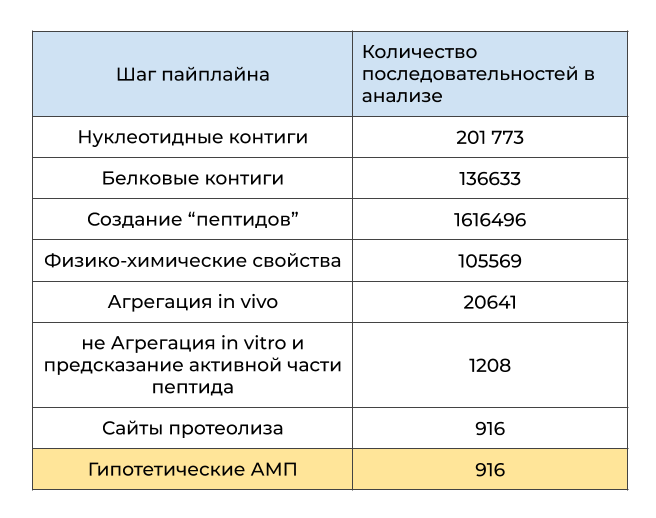 Шаг пайплайна
Количество
последовательностей в
анализе
Нуклеотидные контиги
201 773
Белковые контиги
136633
Создание “пептидов”
1616496
Физико-химические свойства
105569
Агрегация in vivo
20641
не Агрегация in vitro и
предсказание активной части
пептида
1208
Сайты протеолиза
916
Гипотетические АМП
916